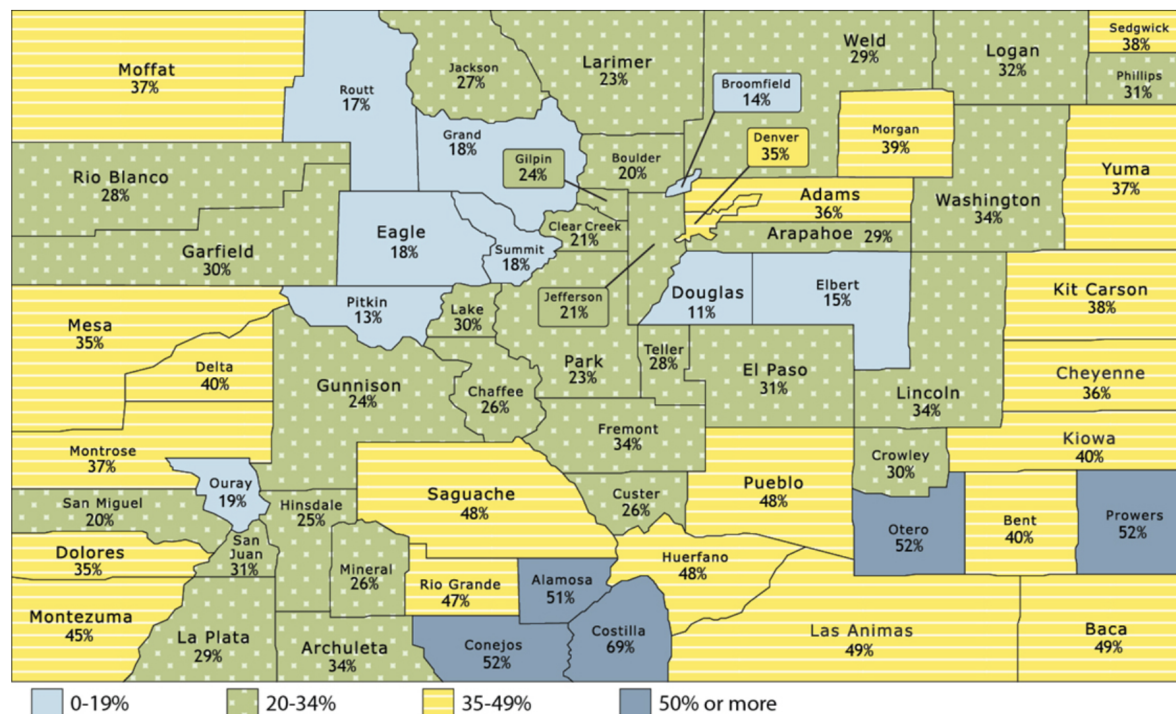 Moffat
37%
Routt
17%
Jackson
27%
Larimer
23%
Weld
29%
Logan
32%
Sedgwick
38%
Phillips
31%
Broomfield
14%
Grand
18%
Gilpin
24%
Boulder
20%
Denver
35%
Morgan
39%
Yuma
37%
Rio Blanco
28%
Adams
36%
Washington
34%
Garfield
30%
Eagle
18%
Summit
18%
Clear Creek
21%
Arapahoe 29%
Pitkin
13%
Lake
30%
Jefferson
21%
Douglas
11%
Elbert
15%
Kit Carson
38%
Mesa
35%
Delta
40%
Gunnison
24%
Chaffee
26%
Park
23%
Teller
28%
El Paso
31%
Lincoln
34%
Cheyenne
36%
Montrose
37%
Fremont
34%
Crowley
30%
Kiowa
40%
Ouray
19%
San Miguel
20%
Hinsdale
25%
Saguache
48%
Custer
26%
Pueblo
48%
Otero
52%
Bent
40%
Prowers
52%
Dolores
35%
San
Juan
31%
Mineral
26%
Rio Grande
47%
Alamosa
51%
Huerfano
48%
Montezuma
45%
La Plata
29%
Archuleta
34%
Conejos
52%
Costilla
69%
Las Animas
49%
Baca
49%
0-19%
20-34%
35-49%
50% or more